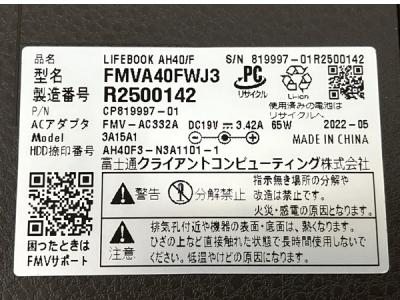 品名 LIFEBOOK AH40/F S/N 819997-01R2500142
型名 FMVA40FWJ3
製造番号 R2500142
PC
リサイクル
Li-ion
使用済みの電池は
リサイクルへ
P/N CP819997-01
ACアダプタ FMV-AC332A DC19V 3.42A 65W 2022-05
Model 3A15A1 MADE IN CHINA
HDD捺印番号 AH40F3-N3A1101-1
富士通クライアントコンピューティング株式会社
警告 分解禁止 指示無き場所の分解や
改造は禁止です。
火災・感電の原因となります。
注意 排気孔付近や機器の表面・底面は、熱くなります。
ひざの上など直接触れた状態で長時間使用しないで
ください。低温やけどの原因になります。
困ったときは
FMVサポート